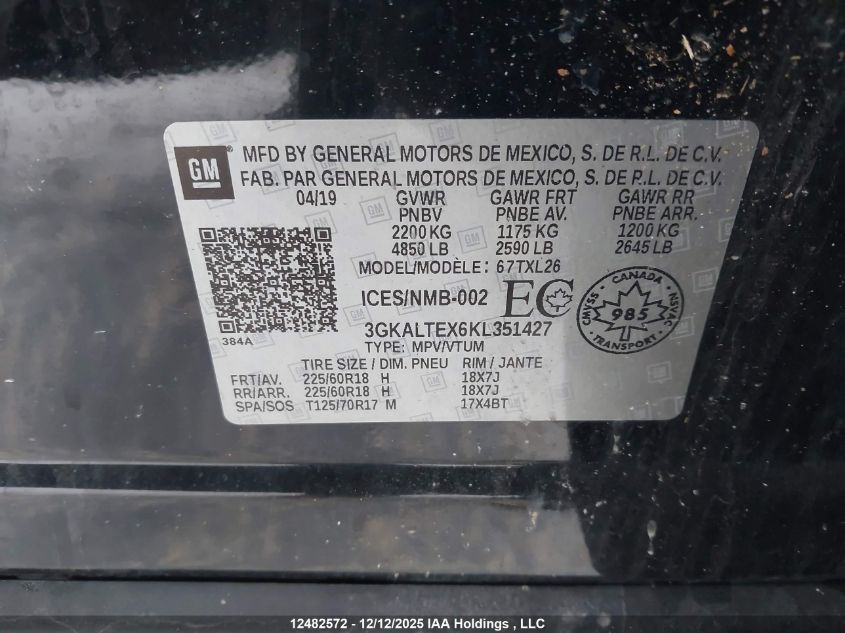 GM
MFD BY GENERAL MOTORS DE MEXICO, S. DE R.L. DE C.V.
FAB. PAR GENERAL MOTORS DE MEXICO, S. DE R.L. DE C.V.
04/19 GVWR GAWR FRT GAWR RR
PNBV PNBE AV. PNBE ARR.
2200 KG 1175 KG 1200 KG
4850 LB 2590 LB 2645 LB
MODEL/MODÈLE: 67TXL26
ICES/NMB-002 EC
CANADA
CMVSS 985 NSVAC
TRANSPORT
3GKALTEX6KL351427
384A
TYPE: MPV/VTUM
TIRE SIZE / DIM. PNEU RIM / JANTE
FRT/AV. 225/60R18 H 18X7J
RR/ARR. 225/60R18 H 18X7J
SPA/SOS T125/70R17 M 17X4BT
12482572 - 12/12/2025 IAA Holdings , LLC